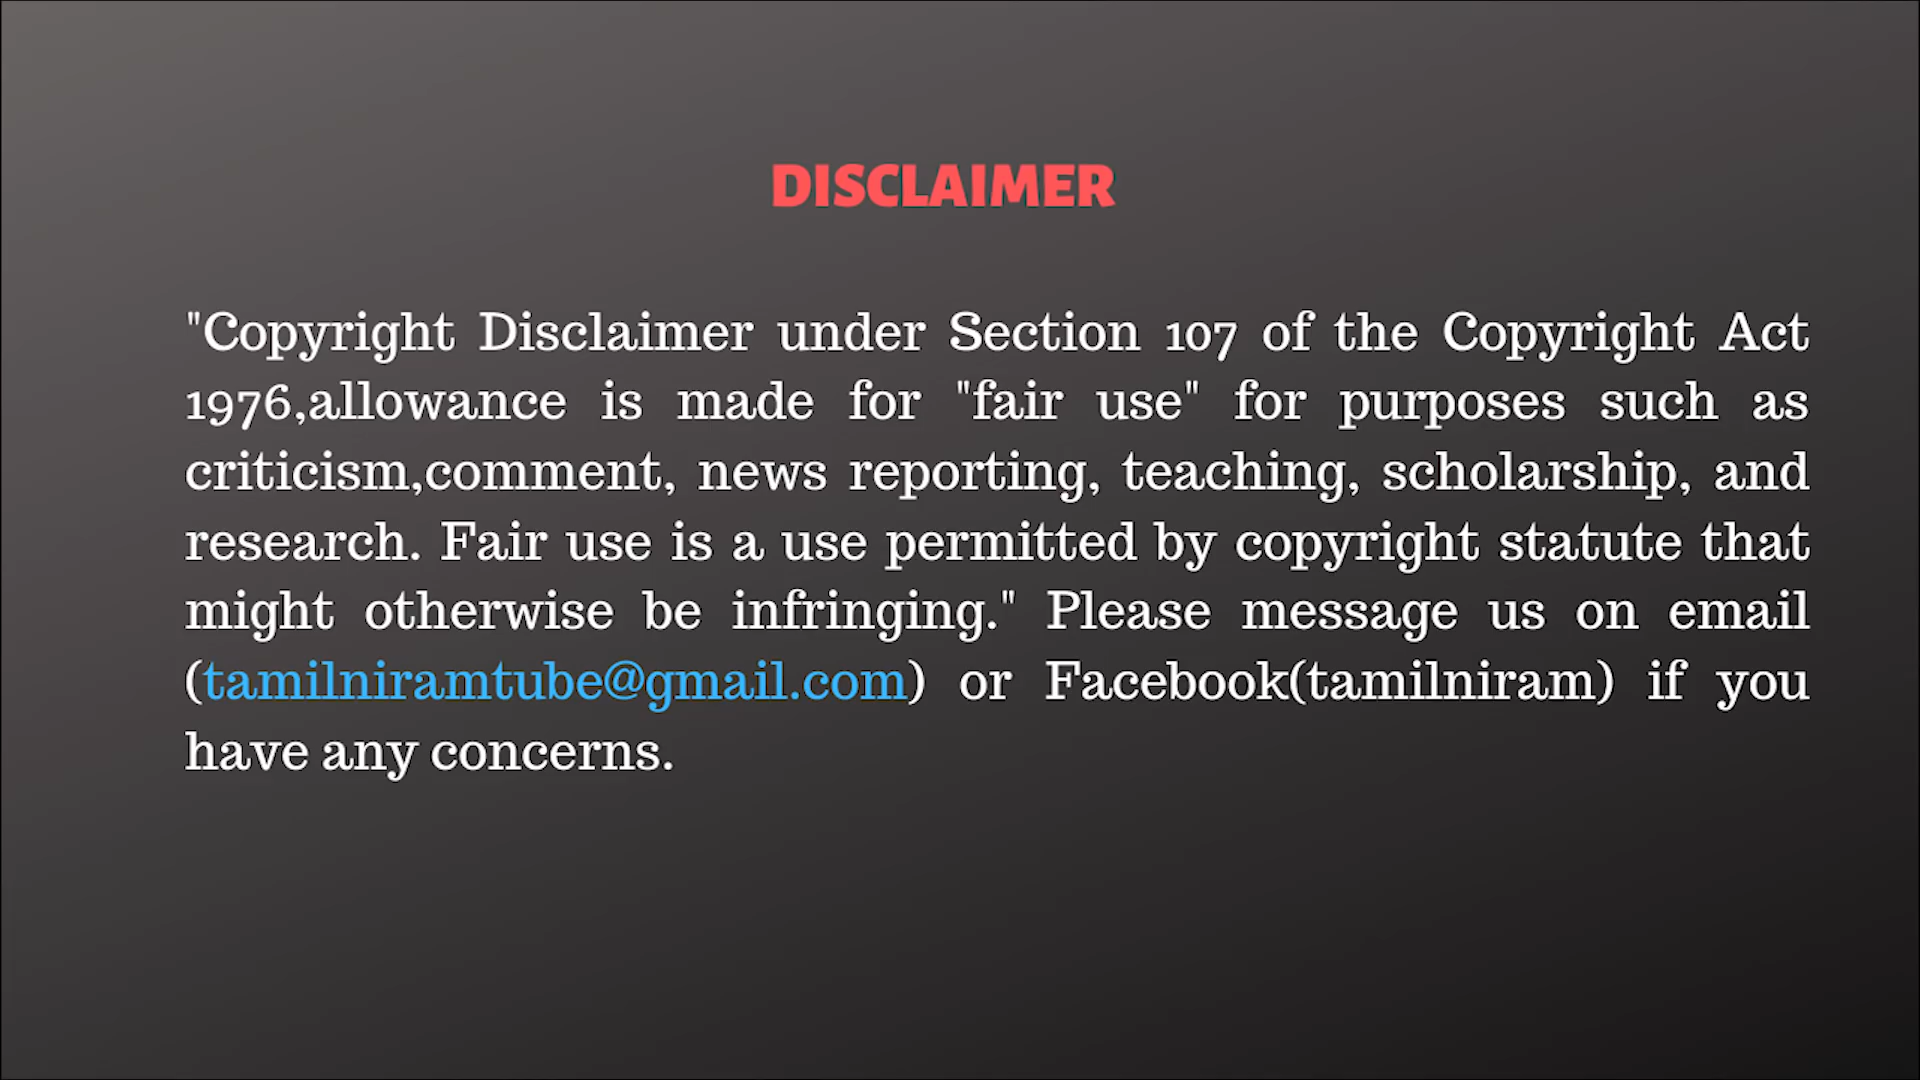 DISCLAIMER
"Copyright Disclaimer under Section 107 of the Copyright Act
1976,allowance is made for "fair use" for purposes such as
criticism,comment, news reporting, teaching, scholarship, and
research. Fair use is a use permitted by copyright statute that
might otherwise be infringing." Please message us on email
(tamilniramtube@gmail.com) or Facebook(tamilniram) if you
have any concerns.